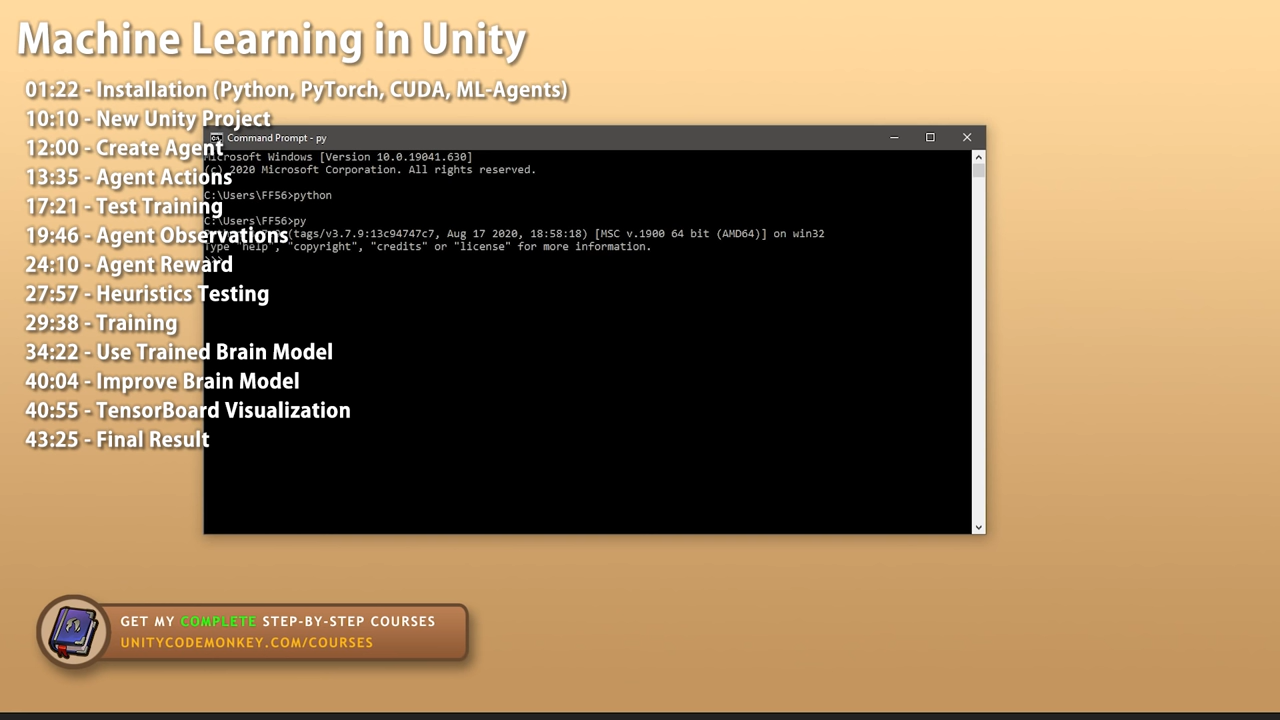 Machine Learning in Unity
01:22 - Installation (Python, PyTorch, CUDA, ML-Agents)
10:10 - New Unity Project
12:00 - Create Agent
13:35 - Agent Actions
17:21 - Test Training
19:46 - Agent Observations
24:10 - Agent Reward
27:57 - Heuristics Testing
29:38 - Training
34:22 - Use Trained Brain Model
40:04 - Improve Brain Model
40:55 - TensorBoard Visualization
43:25 - Final Result
Command Prompt - py
Microsoft Windows [Version 10.0.19041.630]
(c) 2020 Microsoft Corporation. All rights reserved.
C:\Users\FF56>python
C:\Users\FF56>py
(tags/v3.7.9:13c94747c7, Aug 17 2020, 18:58:18) [MSC v.1900 64 bit (AMD64)] on win32
Type "help", "copyright", "credits" or "license" for more information.
>>>
GET MY COMPLETE STEP-BY-STEP COURSES
UNITYCODEMONKEY.COM/COURSES